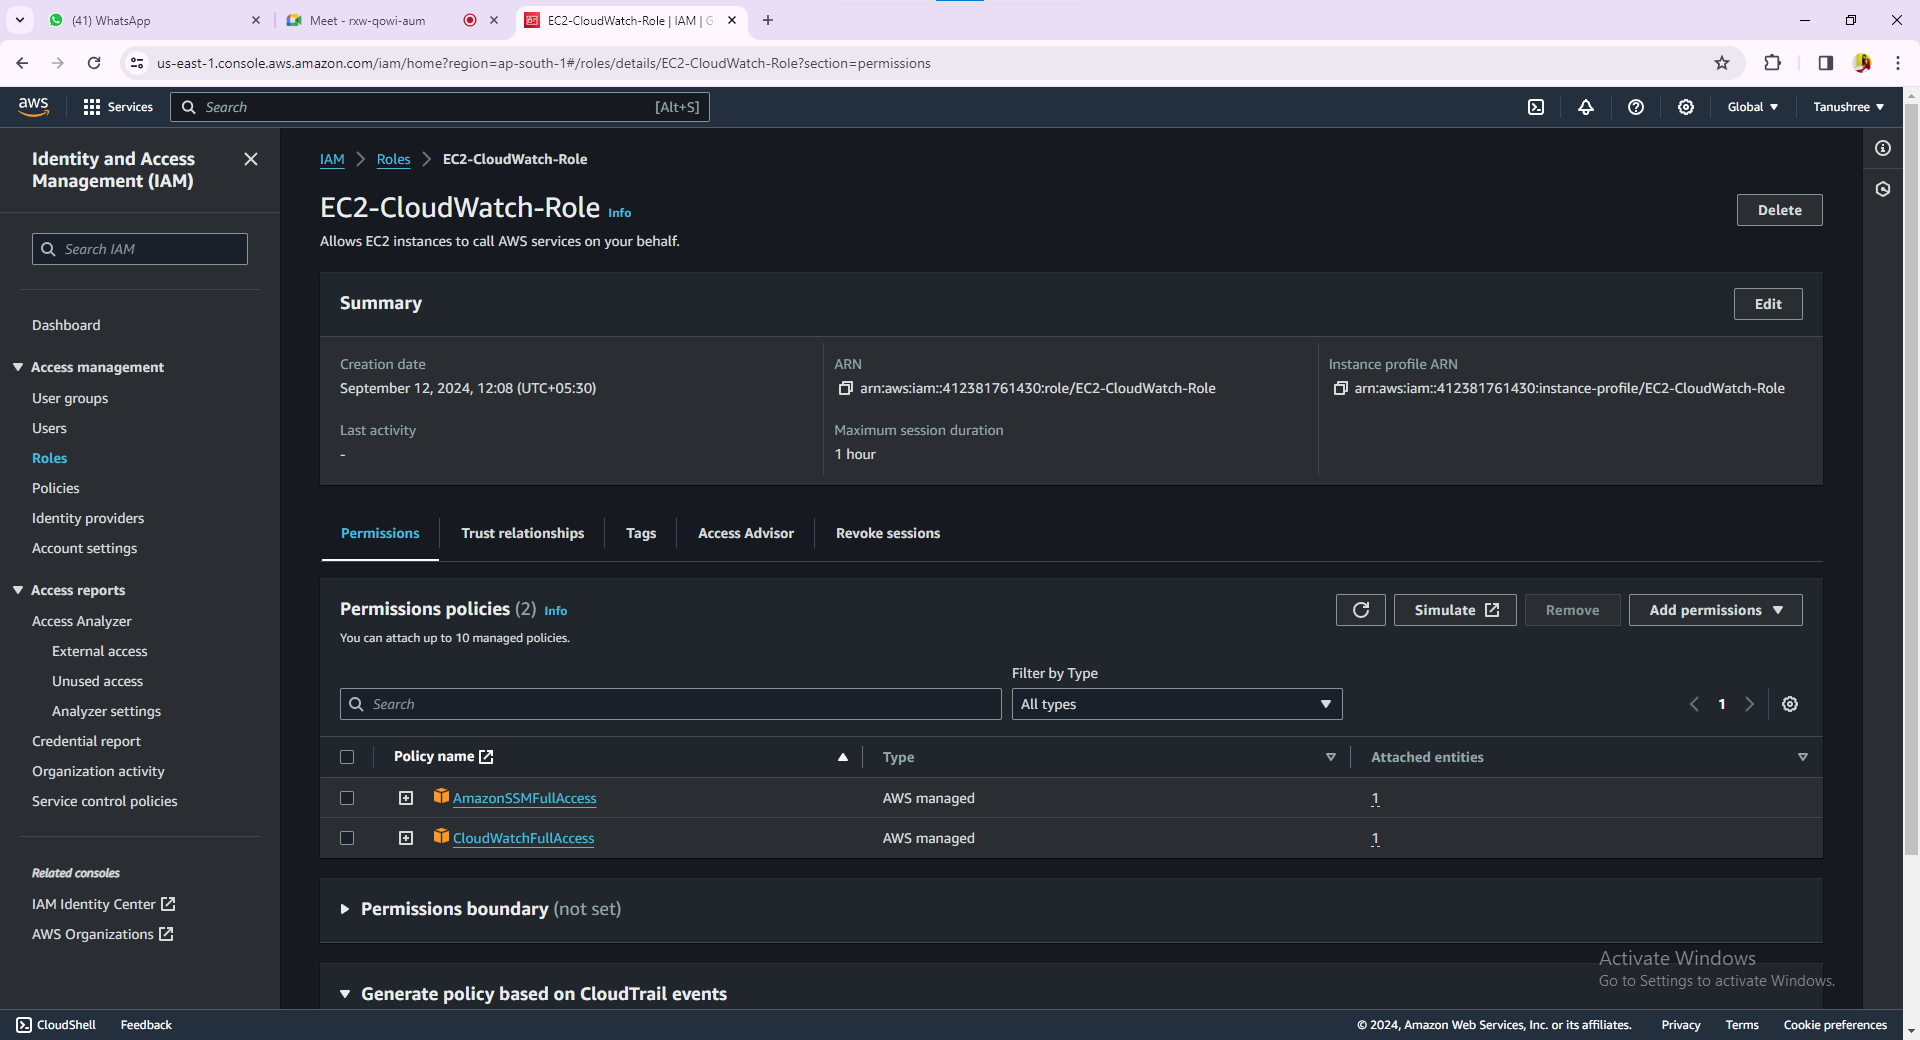 (41) WhatsApp
Meet - rxw-qowi-aum
EC2-CloudWatch-Role | IAM | G
us-east-1.console.aws.amazon.com/iam/home?region=ap-south-1#/roles/details/EC2-CloudWatch-Role?section=permissions
aws
Services
Search
[Alt+S]
Global
Tanushree
Identity and Access
Management (IAM)
Search IAM
Dashboard
Access management
User groups
Users
Roles
Policies
Identity providers
Account settings
Access reports
Access Analyzer
External access
Unused access
Analyzer settings
Credential report
Organization activity
Service control policies
Related consoles
IAM Identity Center
AWS Organizations
IAM > Roles > EC2-CloudWatch-Role
EC2-CloudWatch-Role Info
Delete
Allows EC2 instances to call AWS services on your behalf.
Summary
Edit
Creation date
September 12, 2024, 12:08 (UTC+05:30)
Last activity
-
ARN
arn:aws:iam::412381761430:role/EC2-CloudWatch-Role
Maximum session duration
1 hour
Instance profile ARN
arn:aws:iam::412381761430:instance-profile/EC2-CloudWatch-Role
Permissions
Trust relationships
Tags
Access Advisor
Revoke sessions
Permissions policies (2) Info
You can attach up to 10 managed policies.
Simulate
Remove
Add permissions
Filter by Type
Search
All types
1
Policy name
Type
Attached entities
AmazonSSMFullAccess
AWS managed
1
CloudWatchFullAccess
AWS managed
1
Permissions boundary (not set)
Generate policy based on CloudTrail events
Activate Windows
Go to Settings to activate Windows.
CloudShell
Feedback
© 2024, Amazon Web Services, Inc. or its affiliates.
Privacy
Terms
Cookie preferences